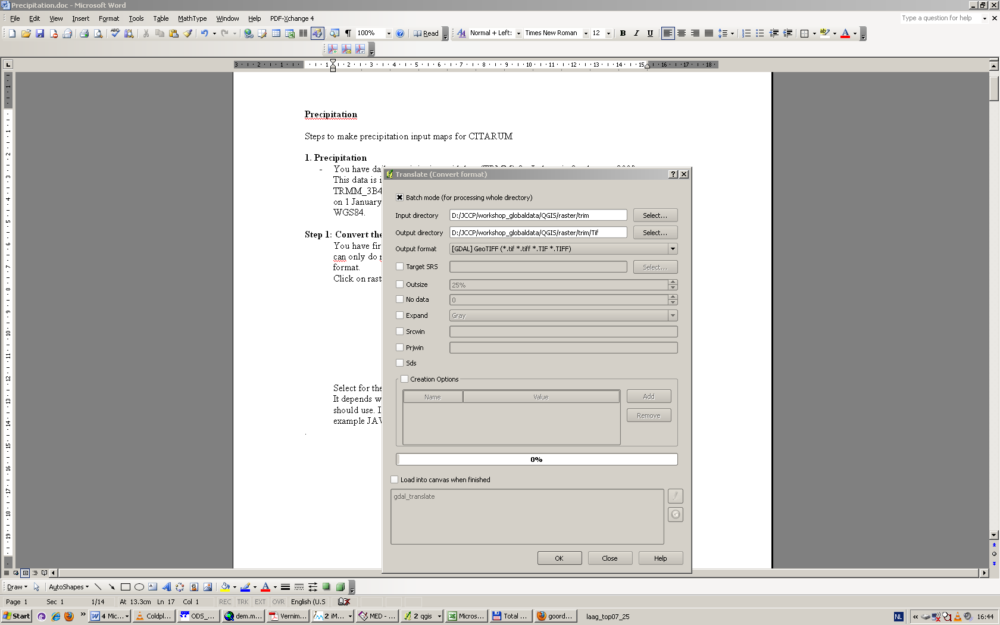 Precipitation.doc - Microsoft Word
File Edit View Insert Format Tools Table MathType Window Help PDF-Xchange 4
Type a question for help
100% Read Normal + Left: Times New Roman 12 B I U
3 2 1 1 2 3 4 5 6 7 8 9 10 11 12 13 14 15 16 17 18
Precipitation
Steps to make precipitation input maps for CITARUM
1. Precipitation
- You have
This data is i
TRMM_3B4
on 1 January
WGS84.
Step 1: Convert the
You have fir
can only do
format.
Click on rast
Select for the
It depends w
should use. I
example JAV
.
Translate (Convert format)
Batch mode (for processing whole directory)
Input directory D:/JCCP/workshop_globaldata/QGIS/raster/trim Select...
Output directory D:/JCCP/workshop_globaldata/QGIS/raster/trim/Tif Select...
Output format [GDAL] GeoTIFF (*.tif *.tiff *.TIF *.TIFF)
Target SRS Select...
Outsize 25%
No data 0
Expand Gray
Srcwin
Prjwin
Sds
Creation Options
Name Value Add
Remove
0%
Load into canvas when finished
gdal_translate
OK Close Help
Draw AutoShapes
Page 1 Sec 1 1/14 At 13.3cm Ln 17 Col 1 REC TRK EXT OVR English (U.S
Start 4 Mic... Coldpl... ODS_... dem.m... Vernim... 2 iM... MED - ... 2 qgis Micros... Total ... goord... laag_top07_25 NL 16:44